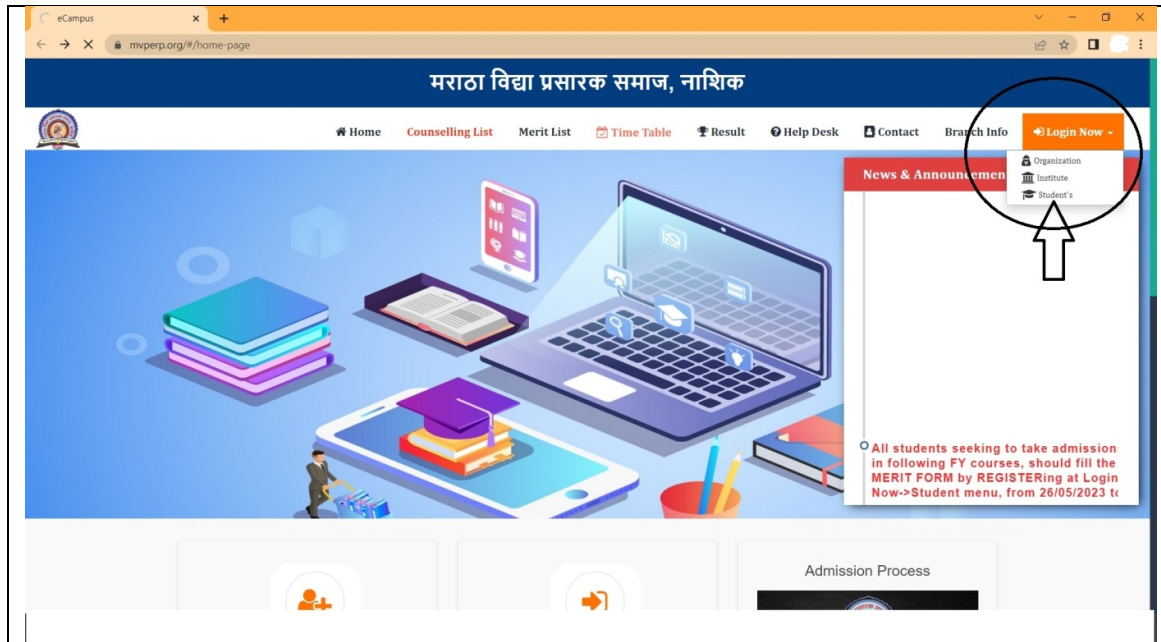 eCampus
mvperp.org/#/home-page
मराठा विद्या प्रसारक समाज, नाशिक
Home Counselling List Merit List Time Table Result Help Desk Contact Branch Info Login Now
Organization
Institute
Student's
News & Announcemen
All students seeking to take admission
in following FY courses, should fill the
MERIT FORM by REGISTERing at Login
Now->Student menu, from 26/05/2023 to
Admission Process